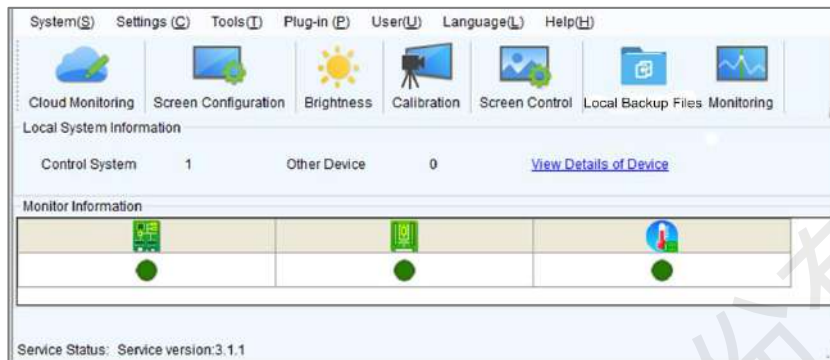 System(S) Settings (C) Tools(T) Plug-in (P) User(U) Language(L) Help(H)
Cloud Monitoring Screen Configuration Brightness Calibration Screen Control Local Backup Files Monitoring
Local System Information
Control System 1 Other Device 0 View Details of Device
Monitor Information
Service Status: Service version:3.1.1